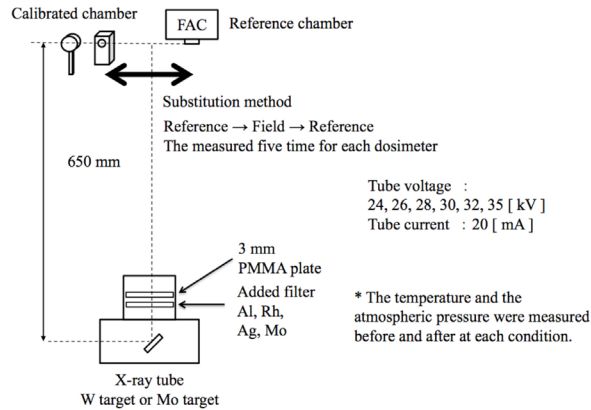 Calibrated chamber
FAC
Reference chamber
Substitution method
Reference → Field → Reference
The measured five time for each dosimeter
650 mm
Tube voltage :
24, 26, 28, 30, 32, 35 [ kV ]
Tube current : 20 [ mA ]
3 mm
PMMA plate
Added filter
Al, Rh,
Ag, Mo
* The temperature and the
atmospheric pressure were measured
before and after at each condition.
X-ray tube
W target or Mo target